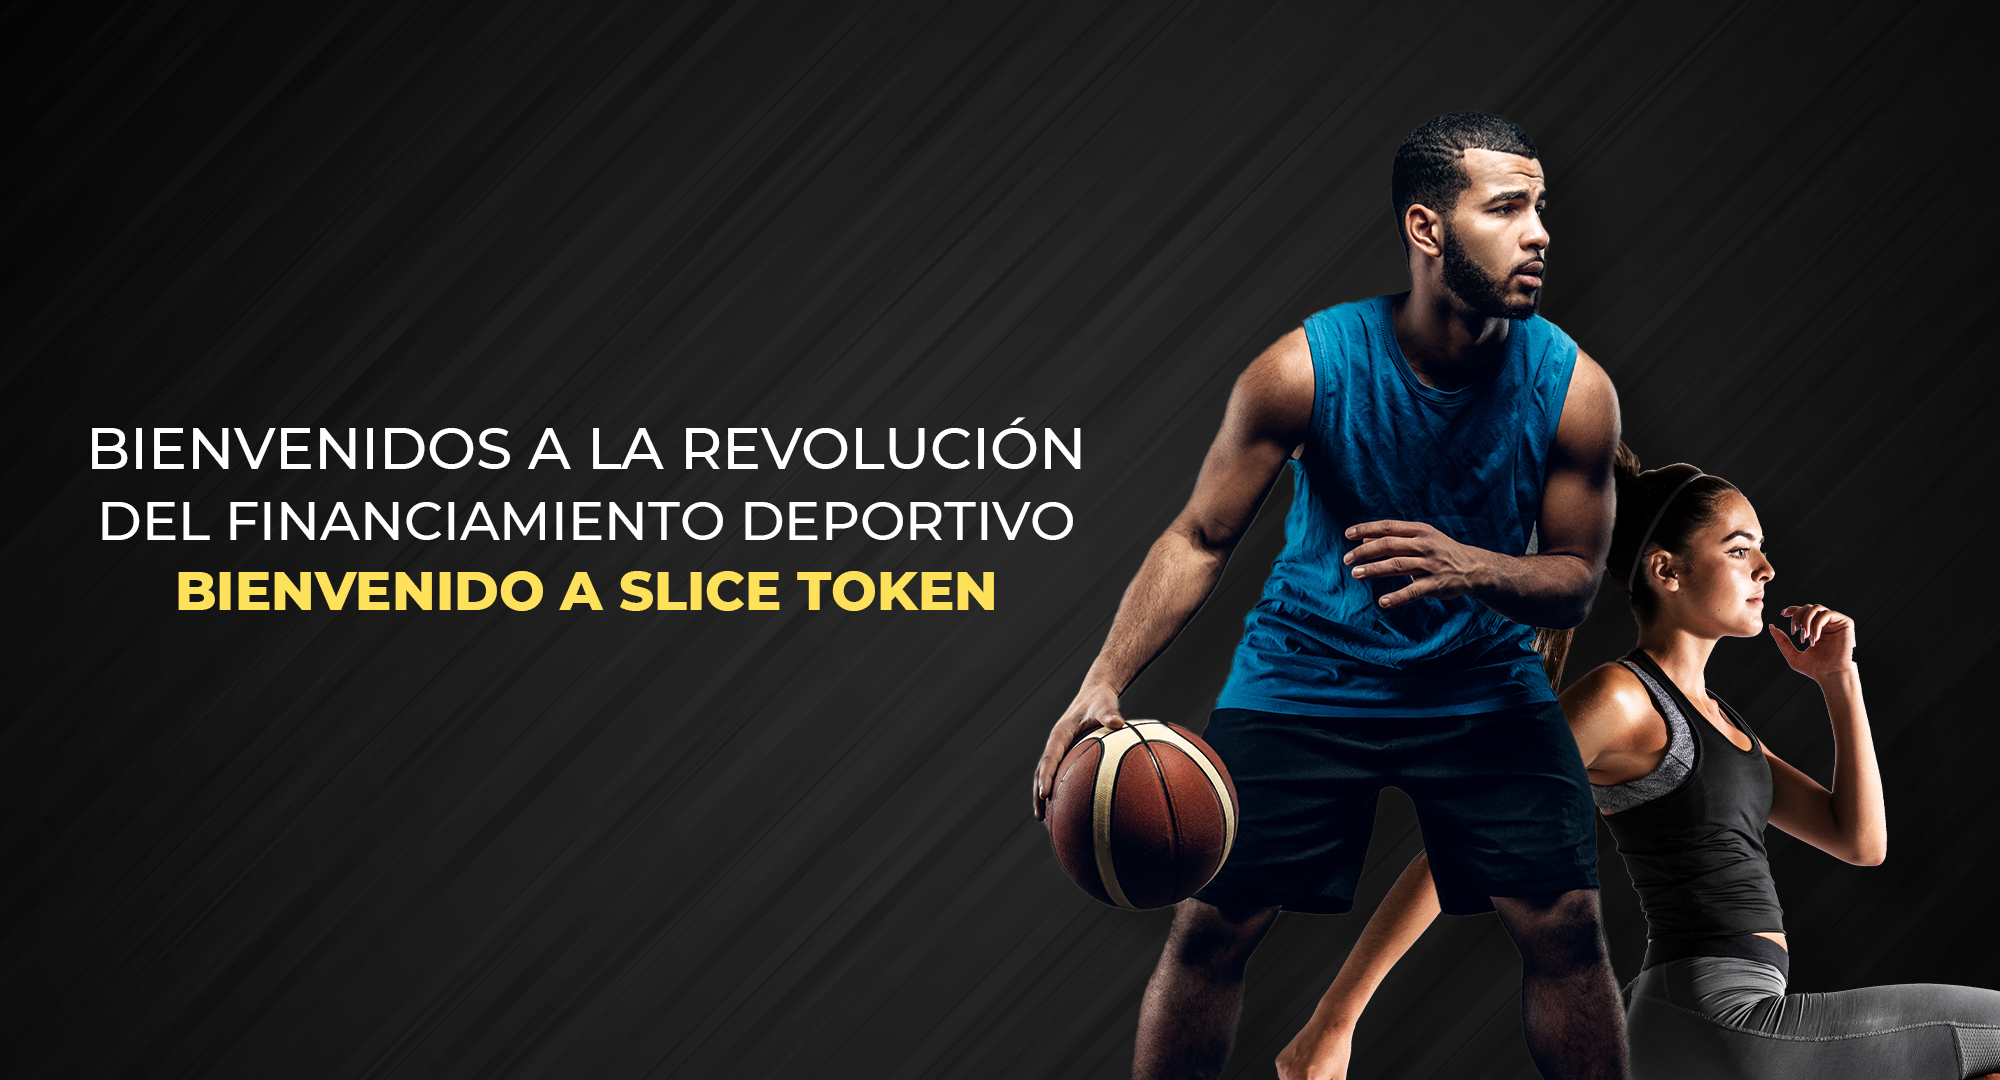 BIENVENIDOS A LA REVOLUCIÓN
DEL FINANCIAMIENTO DEPORTIVO
BIENVENIDO A SLICE TOKEN